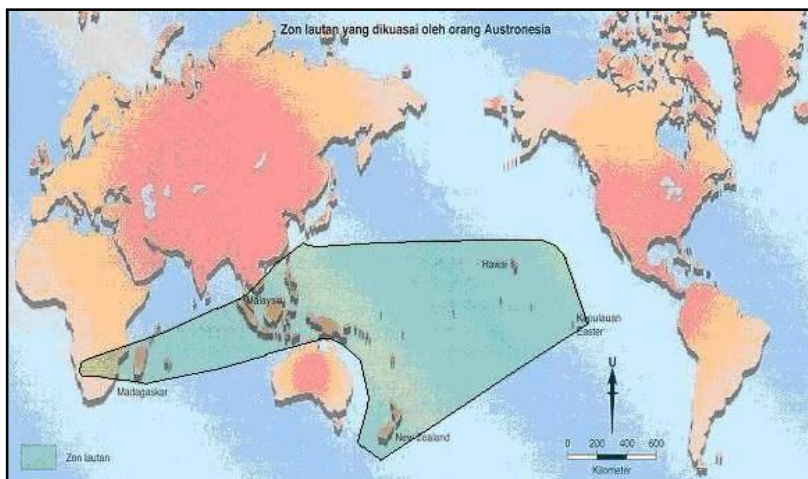 Zon lautan yang dikuasai oleh orang Austronesia
Hawai
Malaysia
Kepulauan
Easter
Madagaskar
New Zealand
U
Zon lautan
0 200 400 600
Kilometer